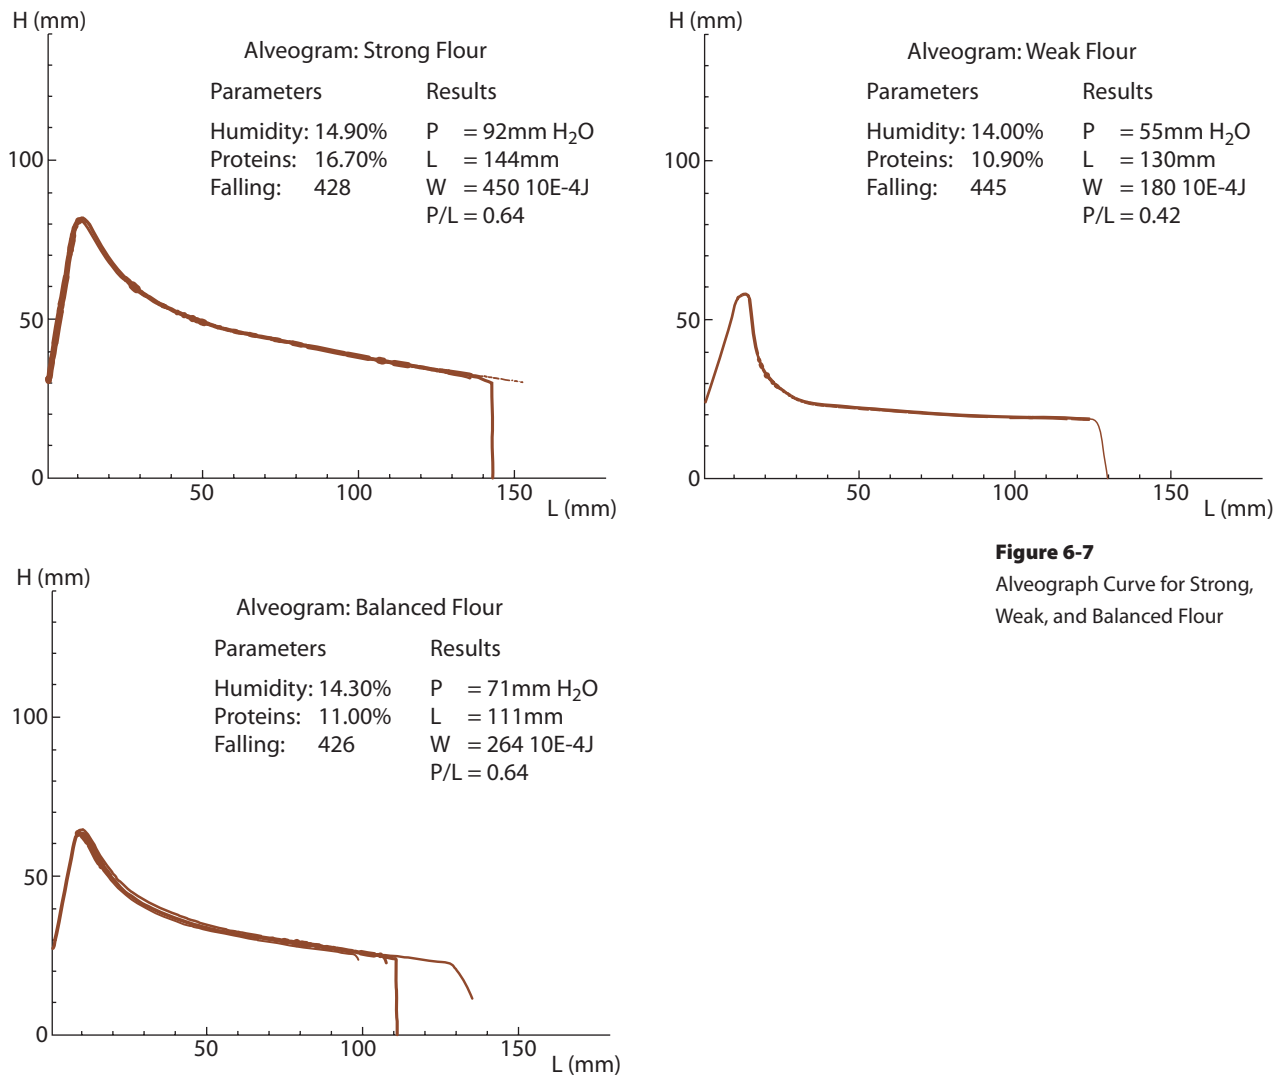 H (mm)
Alveogram: Strong Flour
Parameters Results
Humidity: 14.90% P = 92mm H₂O
Proteins: 16.70% L = 144mm
Falling: 428 W = 450 10E-4J
P/L = 0.64
100
50
0
50 100 150
L (mm)
H (mm)
Alveogram: Weak Flour
Parameters Results
Humidity: 14.00% P = 55mm H₂O
Proteins: 10.90% L = 130mm
Falling: 445 W = 180 10E-4J
P/L = 0.42
100
50
0
50 100 150
L (mm)
Figure 6-7
Alveograph Curve for Strong,
Weak, and Balanced Flour
H (mm)
Alveogram: Balanced Flour
Parameters Results
Humidity: 14.30% P = 71mm H₂O
Proteins: 11.00% L = 111mm
Falling: 426 W = 264 10E-4J
P/L = 0.64
100
50
0
50 100 150
L (mm)